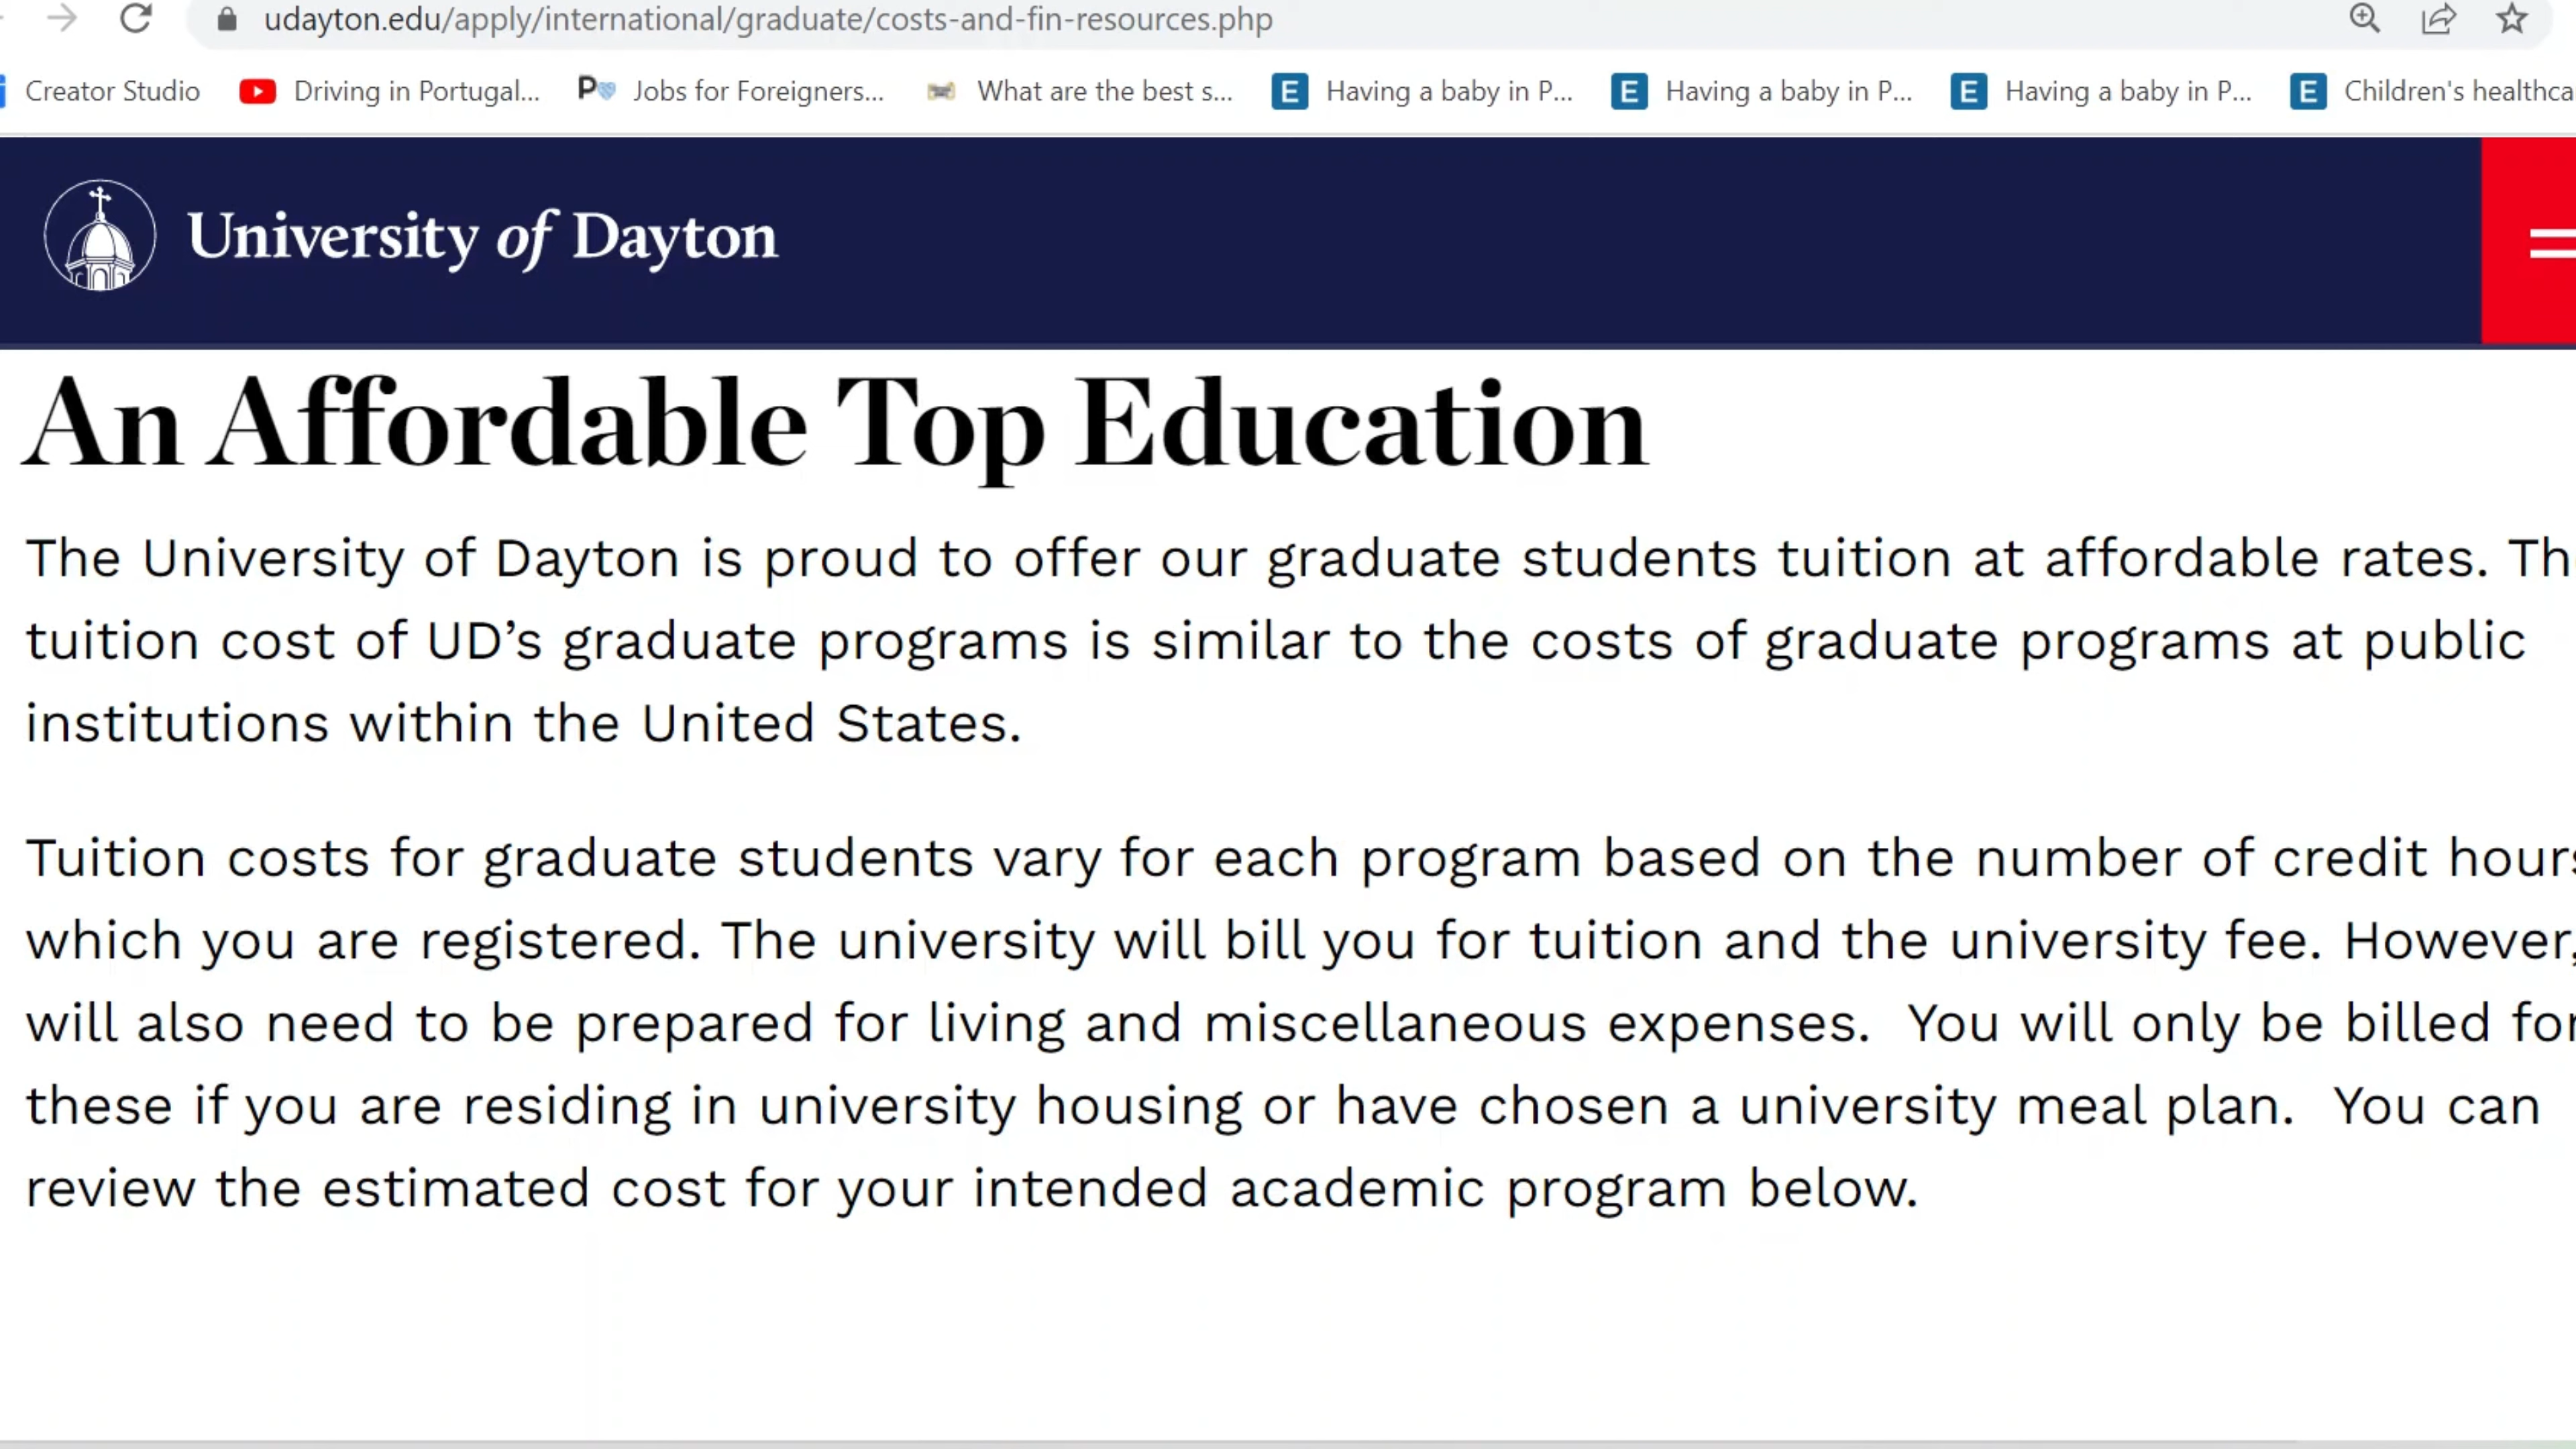 udayton.edu/apply/international/graduate/costs-and-fin-resources.php
Creator Studio Driving in Portugal... Jobs for Foreigners... What are the best s... Having a baby in P... Having a baby in P... Having a baby in P... Children's healthca
University of Dayton
An Affordable Top Education
The University of Dayton is proud to offer our graduate students tuition at affordable rates. Th
tuition cost of UD’s graduate programs is similar to the costs of graduate programs at public
institutions within the United States.
Tuition costs for graduate students vary for each program based on the number of credit hours
which you are registered. The university will bill you for tuition and the university fee. However,
will also need to be prepared for living and miscellaneous expenses. You will only be billed for
these if you are residing in university housing or have chosen a university meal plan. You can
review the estimated cost for your intended academic program below.